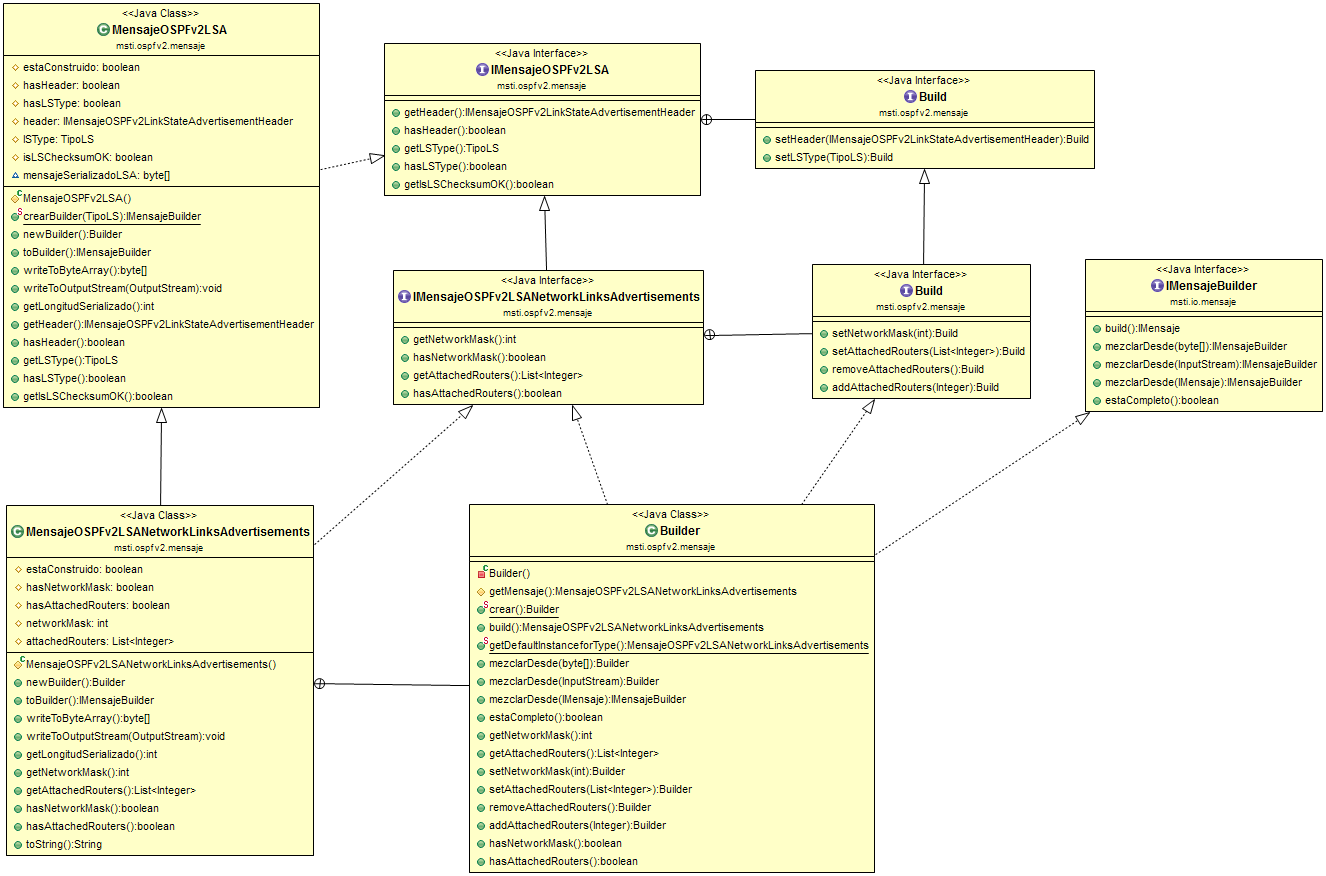 <<Java Class>>
MensajeOSPFv2LSA
msti.ospfv2.mensaje
estaConstruido: boolean
hasHeader: boolean
hasLSType: boolean
header: IMensajeOSPFv2LinkStateAdvertisementHeader
lSType: TipoLS
isLSChecksumOK: boolean
mensajeSerializadoLSA: byte[]
MensajeOSPFv2LSA()
crearBuilder(TipoLS):IMensajeBuilder
newBuilder():Builder
toBuilder():IMensajeBuilder
writeToByteArray():byte[]
writeToOutputStream(OutputStream):void
getLongitudSerializado():int
getHeader():IMensajeOSPFv2LinkStateAdvertisementHeader
hasHeader():boolean
getLSType():TipoLS
hasLSType():boolean
getIsLSChecksumOK():boolean
<<Java Interface>>
IMensajeOSPFv2LSA
msti.ospfv2.mensaje
getHeader():IMensajeOSPFv2LinkStateAdvertisementHeader
hasHeader():boolean
getLSType():TipoLS
hasLSType():boolean
getIsLSChecksumOK():boolean
<<Java Interface>>
Build
msti.ospfv2.mensaje
setHeader(IMensajeOSPFv2LinkStateAdvertisementHeader):Build
setLSType(TipoLS):Build
<<Java Interface>>
IMensajeOSPFv2LSANetworkLinksAdvertisements
msti.ospfv2.mensaje
getNetworkMask():int
hasNetworkMask():boolean
getAttachedRouters():List<Integer>
hasAttachedRouters():boolean
<<Java Interface>>
Build
msti.ospfv2.mensaje
setNetworkMask(int):Build
setAttachedRouters(List<Integer>):Build
removeAttachedRouters():Build
addAttachedRouters(Integer):Build
<<Java Interface>>
IMensajeBuilder
msti.io.mensaje
build():IMensaje
mezclarDesde(byte[]):IMensajeBuilder
mezclarDesde(InputStream):IMensajeBuilder
mezclarDesde(IMensaje):IMensajeBuilder
estaCompleto():boolean
<<Java Class>>
MensajeOSPFv2LSANetworkLinksAdvertisements
msti.ospfv2.mensaje
estaConstruido: boolean
hasNetworkMask: boolean
hasAttachedRouters: boolean
networkMask: int
attachedRouters: List<Integer>
MensajeOSPFv2LSANetworkLinksAdvertisements()
newBuilder():Builder
toBuilder():IMensajeBuilder
writeToByteArray():byte[]
writeToOutputStream(OutputStream):void
getLongitudSerializado():int
getNetworkMask():int
getAttachedRouters():List<Integer>
hasNetworkMask():boolean
hasAttachedRouters():boolean
toString():String
<<Java Class>>
Builder
msti.ospfv2.mensaje
Builder()
getMensaje():MensajeOSPFv2LSANetworkLinksAdvertisements
crear():Builder
build():MensajeOSPFv2LSANetworkLinksAdvertisements
getDefaultInstanceforType():MensajeOSPFv2LSANetworkLinksAdvertisements
mezclarDesde(byte[]):Builder
mezclarDesde(InputStream):Builder
mezclarDesde(IMensaje):IMensajeBuilder
estaCompleto():boolean
getNetworkMask():int
getAttachedRouters():List<Integer>
setNetworkMask(int):Builder
setAttachedRouters(List<Integer>):Builder
removeAttachedRouters():Builder
addAttachedRouters(Integer):Builder
hasNetworkMask():boolean
hasAttachedRouters():boolean